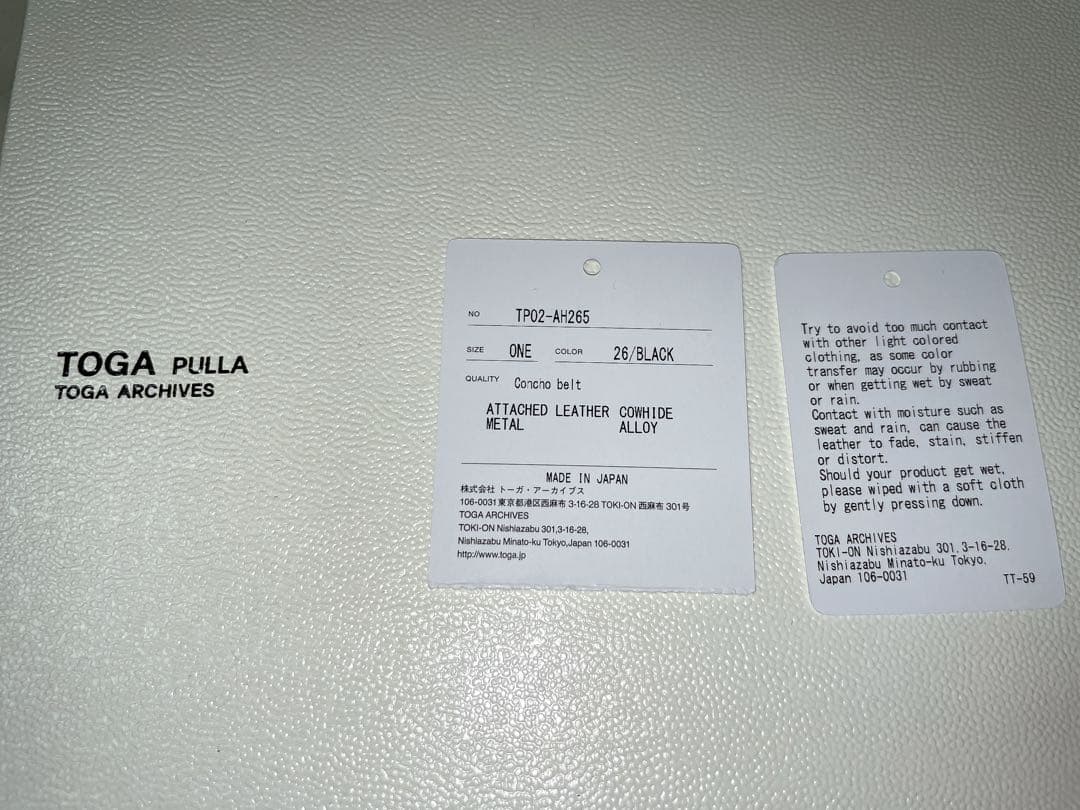 TOGA PULLA
TOGA ARCHIVES
NO TP02-AH265
SIZE ONE COLOR 26/BLACK
QUALITY Concho belt
ATTACHED LEATHER COWHIDE
METAL ALLOY
MADE IN JAPAN
株式会社 トーガ・アーカイブス
106-0031東京都港区西麻布 3-16-28 TOKI-ON 西麻布 301号
TOGA ARCHIVES
TOKI-ON Nishiazabu 301,3-16-28,
Nishiazabu Minato-ku Tokyo,Japan 106-0031
http://www.toga.jp
Try to avoid too much contact
with other light colored
clothing, as some color
transfer may occur by rubbing
or when getting wet by sweat
or rain.
Contact with moisture such as
sweat and rain, can cause the
leather to fade, stain, stiffen
or distort.
Should your product get wet,
please wiped with a soft cloth
by gently pressing down.
TOGA ARCHIVES
TOKI-ON Nishiazabu 301,3-16-28,
Nishiazabu Minato-ku Tokyo,
Japan 106-0031 TT-59